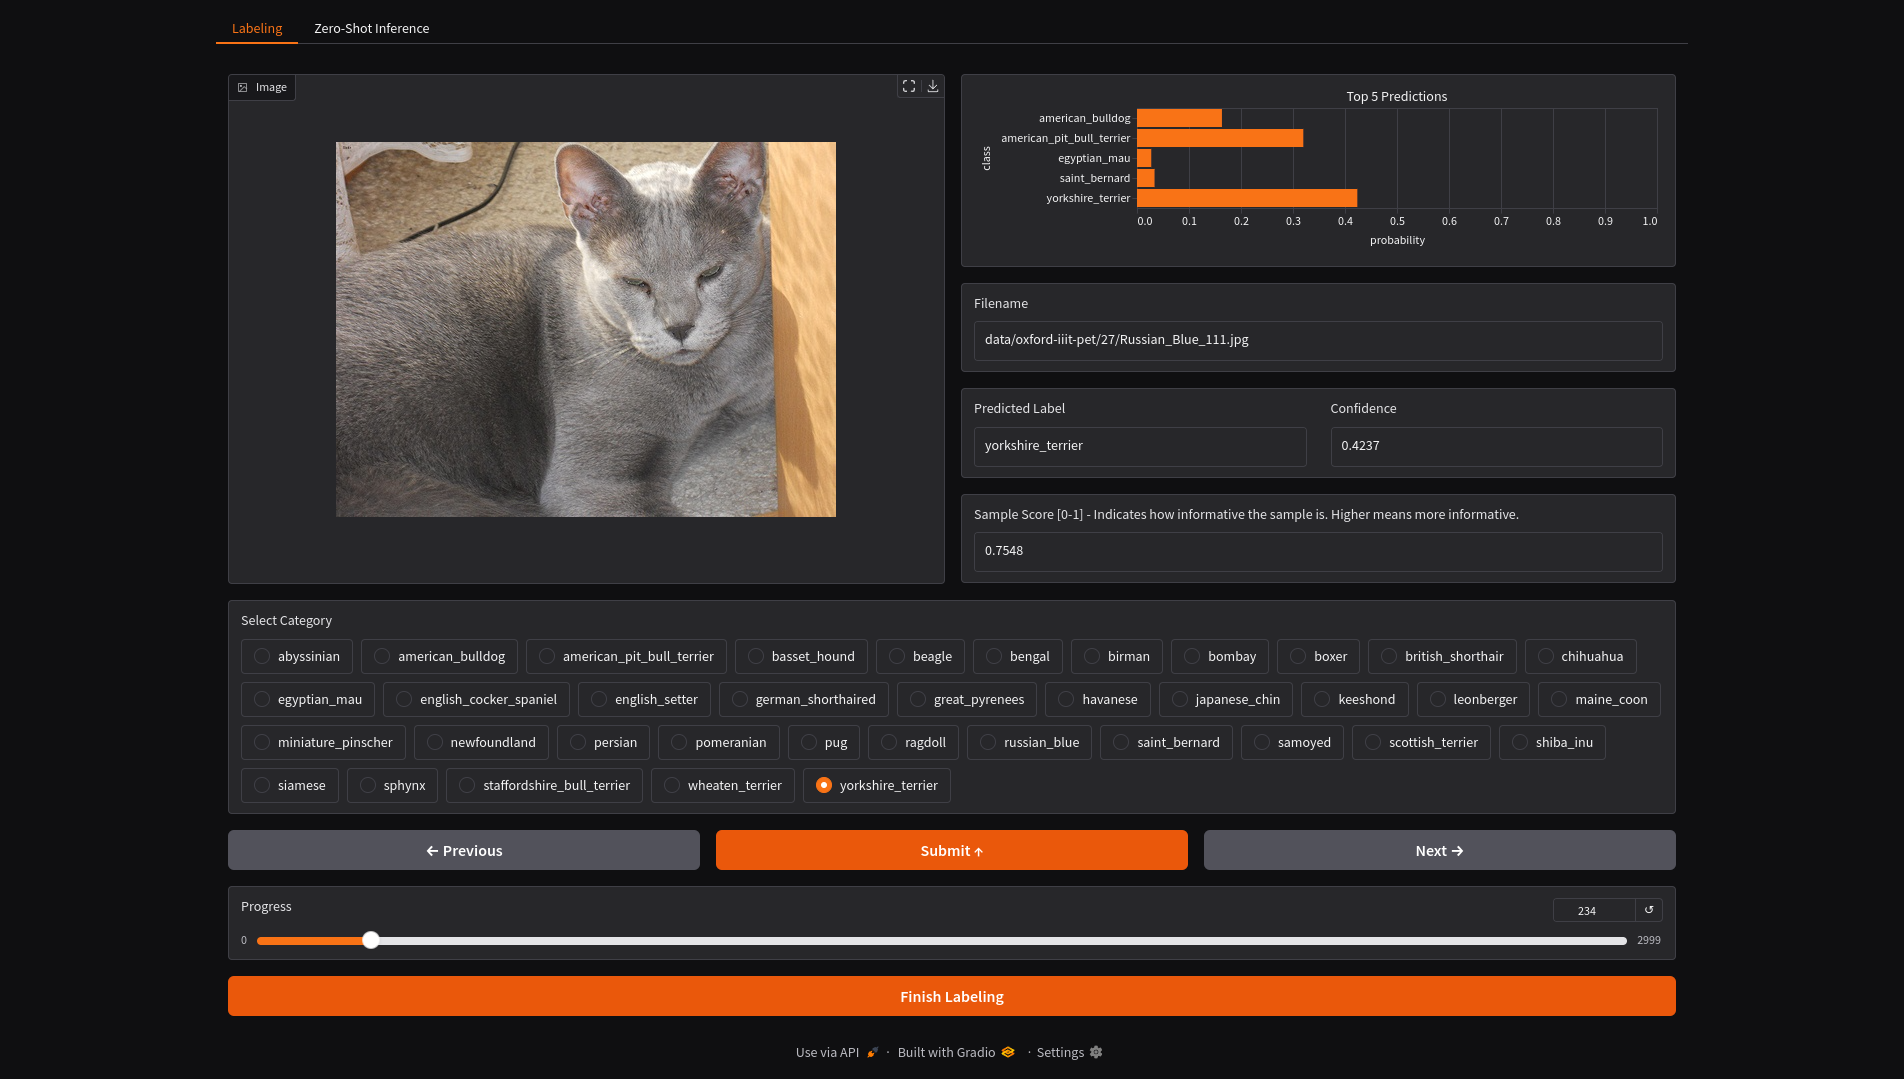 Labeling Zero-Shot Inference
Image
Top 5 Predictions
class
american_bulldog
american_pit_bull_terrier
egyptian_mau
saint_bernard
yorkshire_terrier
0.0 0.1 0.2 0.3 0.4 0.5 0.6 0.7 0.8 0.9 1.0
probability
Filename
data/oxford-iiit-pet/27/Russian_Blue_111.jpg
Predicted Label Confidence
yorkshire_terrier 0.4237
Sample Score [0-1] - Indicates how informative the sample is. Higher means more informative.
0.7548
Select Category
abyssinian american_bulldog american_pit_bull_terrier basset_hound beagle bengal birman bombay boxer british_shorthair chihuahua
egyptian_mau english_cocker_spaniel english_setter german_shorthaired great_pyrenees havanese japanese_chin keeshond leonberger maine_coon
miniature_pinscher newfoundland persian pomeranian pug ragdoll russian_blue saint_bernard samoyed scottish_terrier shiba_inu
siamese sphynx staffordshire_bull_terrier wheaten_terrier yorkshire_terrier
← Previous Submit ↑ Next →
Progress 234 ↺
0 2999
Finish Labeling
Use via API · Built with Gradio · Settings